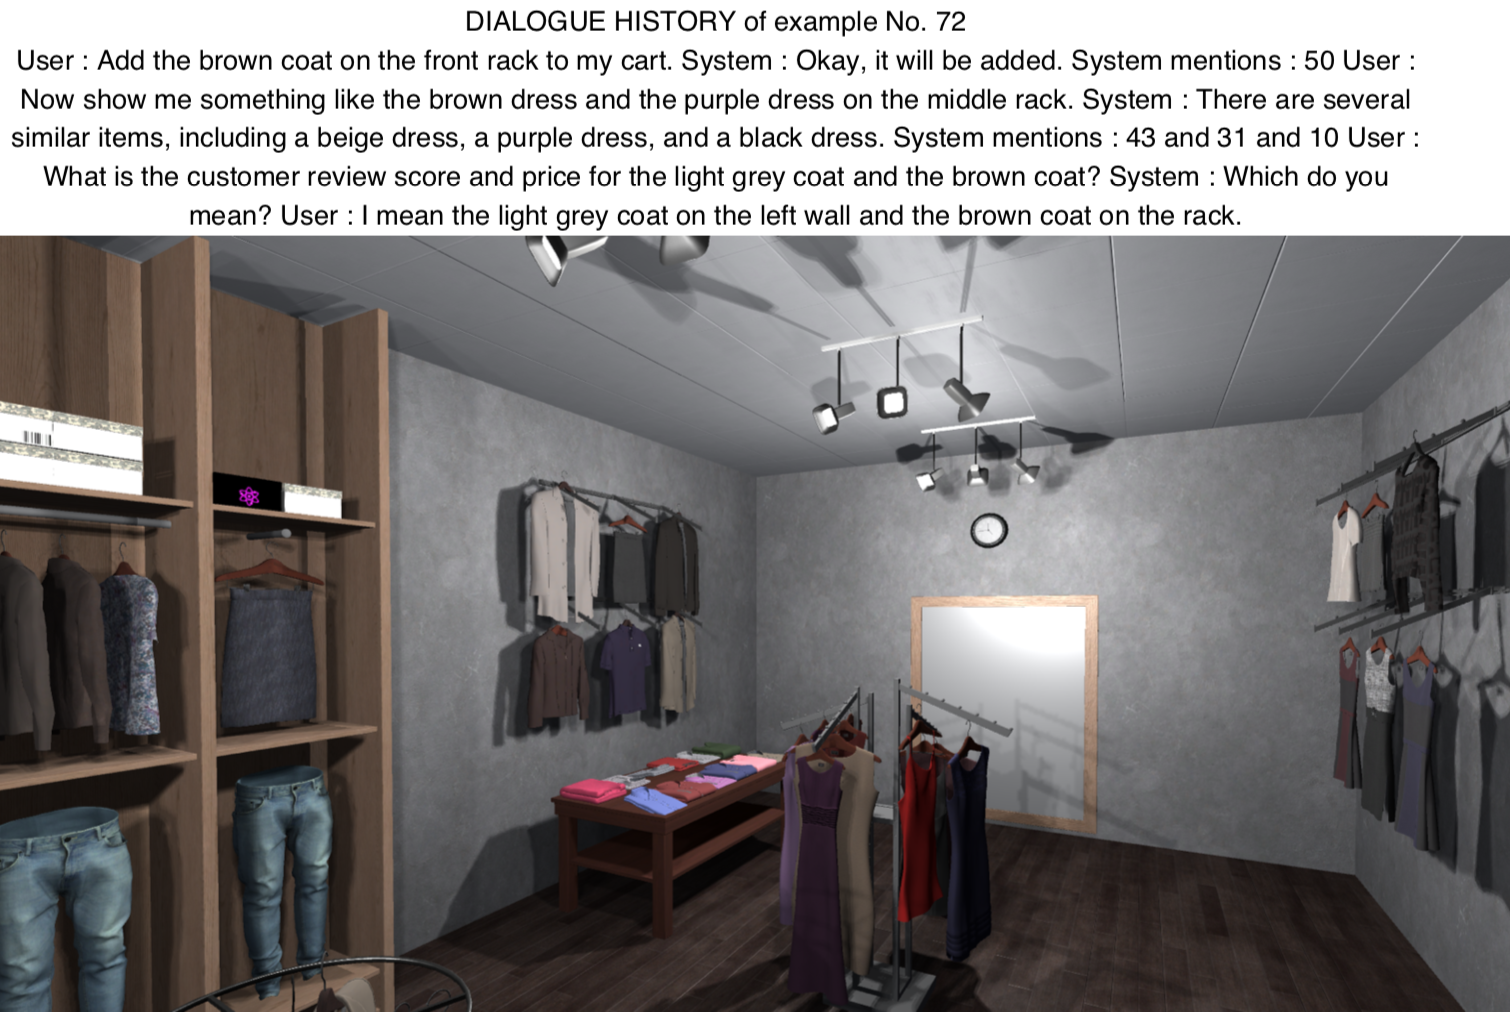 DIALOGUE HISTORY of example No. 72
User : Add the brown coat on the front rack to my cart. System : Okay, it will be added. System mentions : 50 User :
Now show me something like the brown dress and the purple dress on the middle rack. System : There are several
similar items, including a beige dress, a purple dress, and a black dress. System mentions : 43 and 31 and 10 User :
What is the customer review score and price for the light grey coat and the brown coat? System : Which do you
mean? User : I mean the light grey coat on the left wall and the brown coat on the rack.